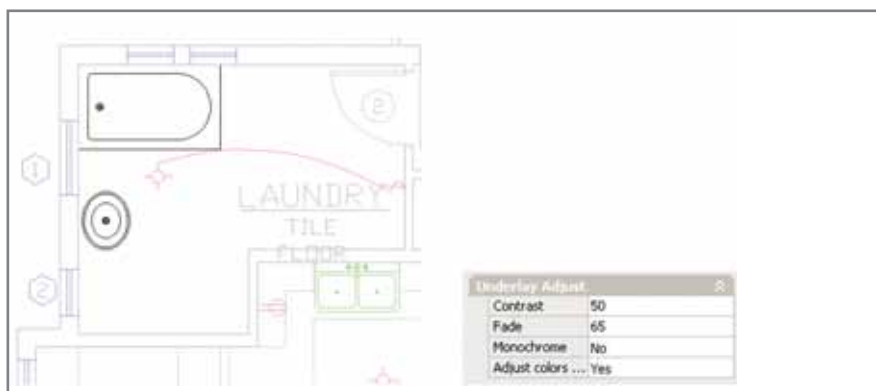 2
1
LAUNDRY
TILE
FLOOR
2
Underlay Adjust
Contrast 50
Fade 65
Monochrome No
Adjust colors ... Yes